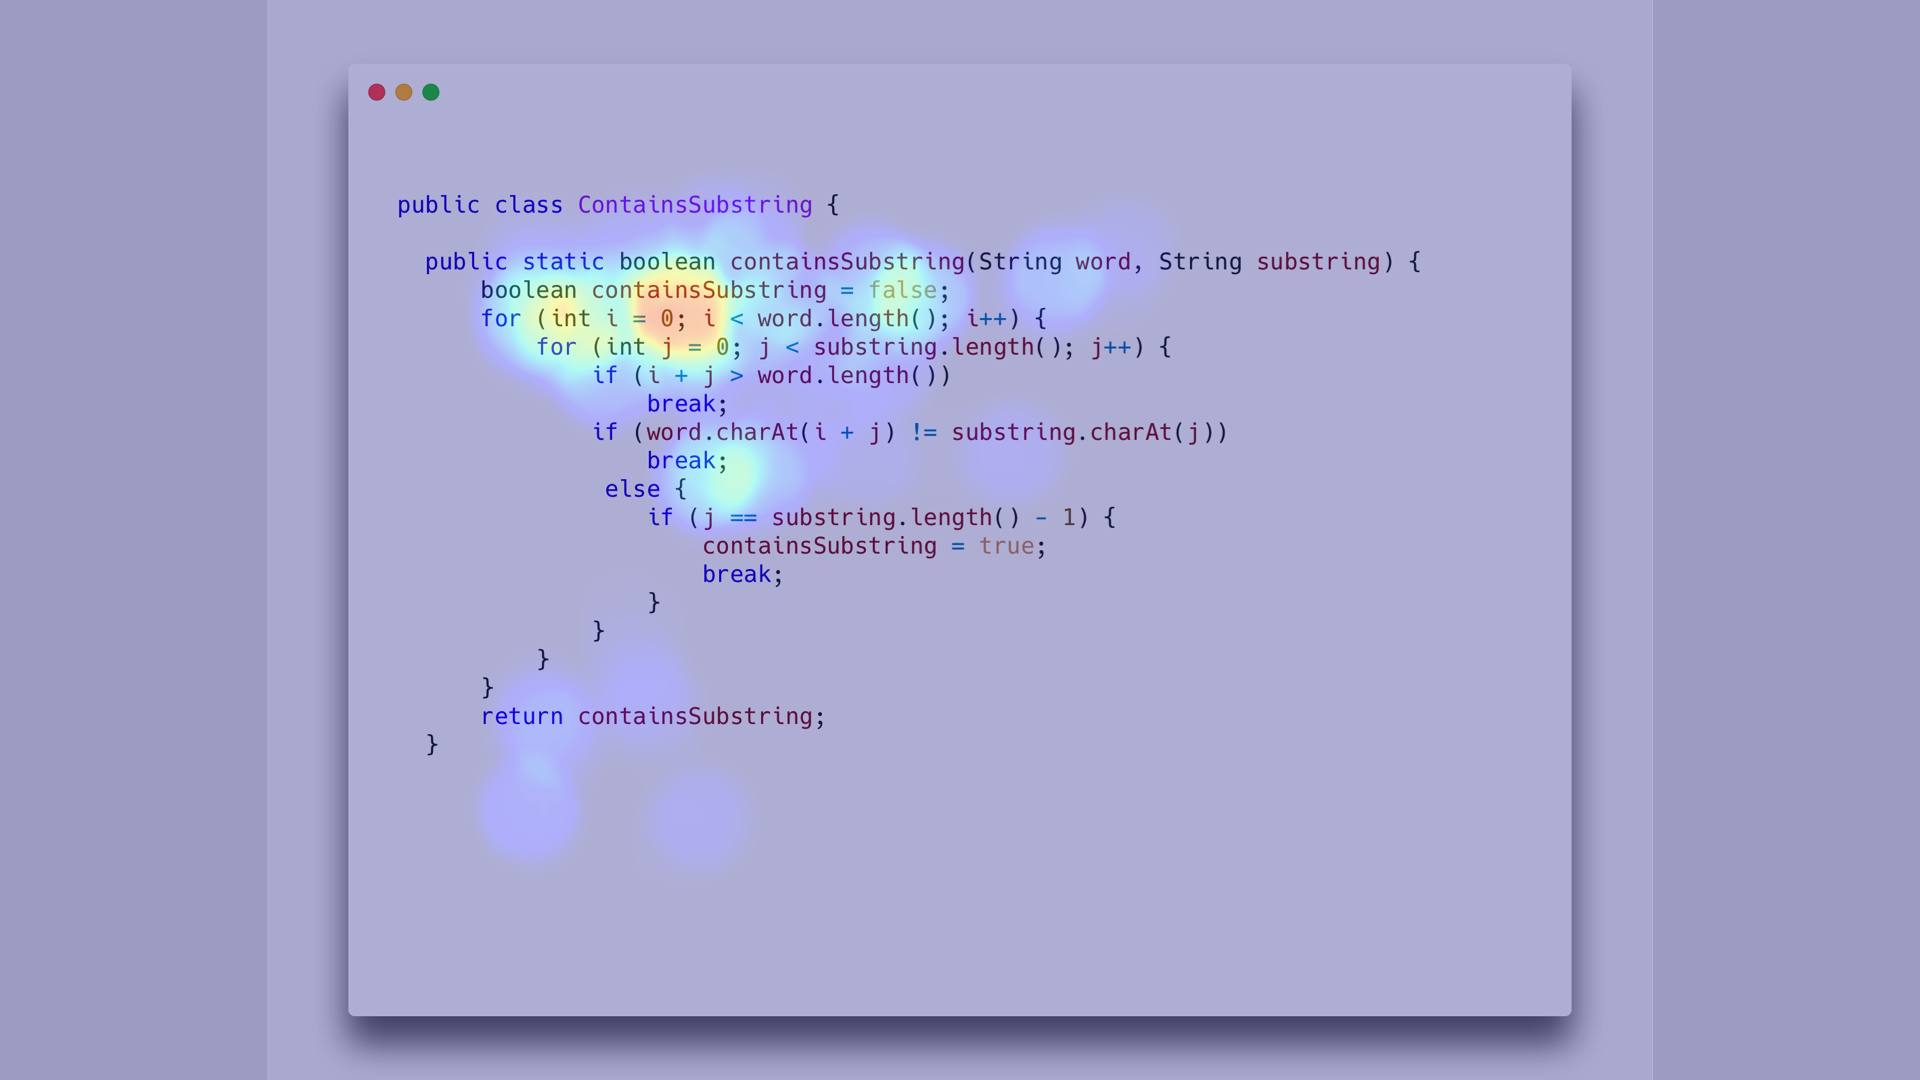 public class ContainsSubstring {
public static boolean containsSubstring(String word, String substring) {
boolean containsSubstring = false;
for (int i = 0; i < word.length(); i++) {
for (int j = 0; j < substring.length(); j++) {
if (i + j > word.length())
break;
if (word.charAt(i + j) != substring.charAt(j))
break;
else {
if (j == substring.length() - 1) {
containsSubstring = true;
break;
}
}
}
}
return containsSubstring;
}